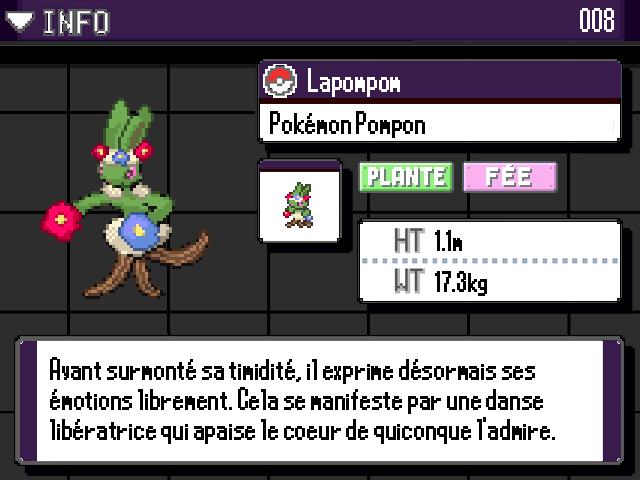 INFO
008
Lapompom
Pokémon Pompon
PLANTE
FÉE
HT 1.1m
WT 17.3kg
Ayant surmonté sa timidité, il exprime désormais ses
émotions librement. Cela se manifeste par une danse
libératrice qui apaise le coeur de quiconque l'admire.